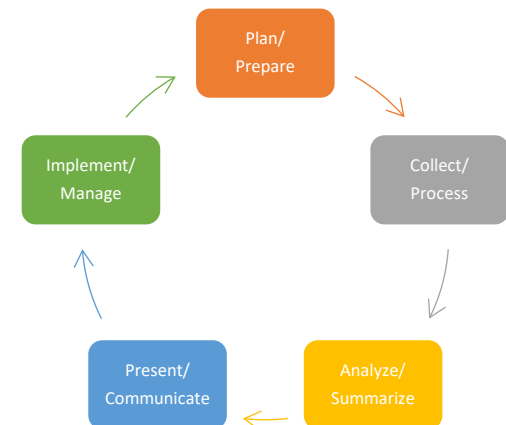 Plan/
Prepare
Collect/
Process
Analyze/
Summarize
Present/
Communicate
Implement/
Manage